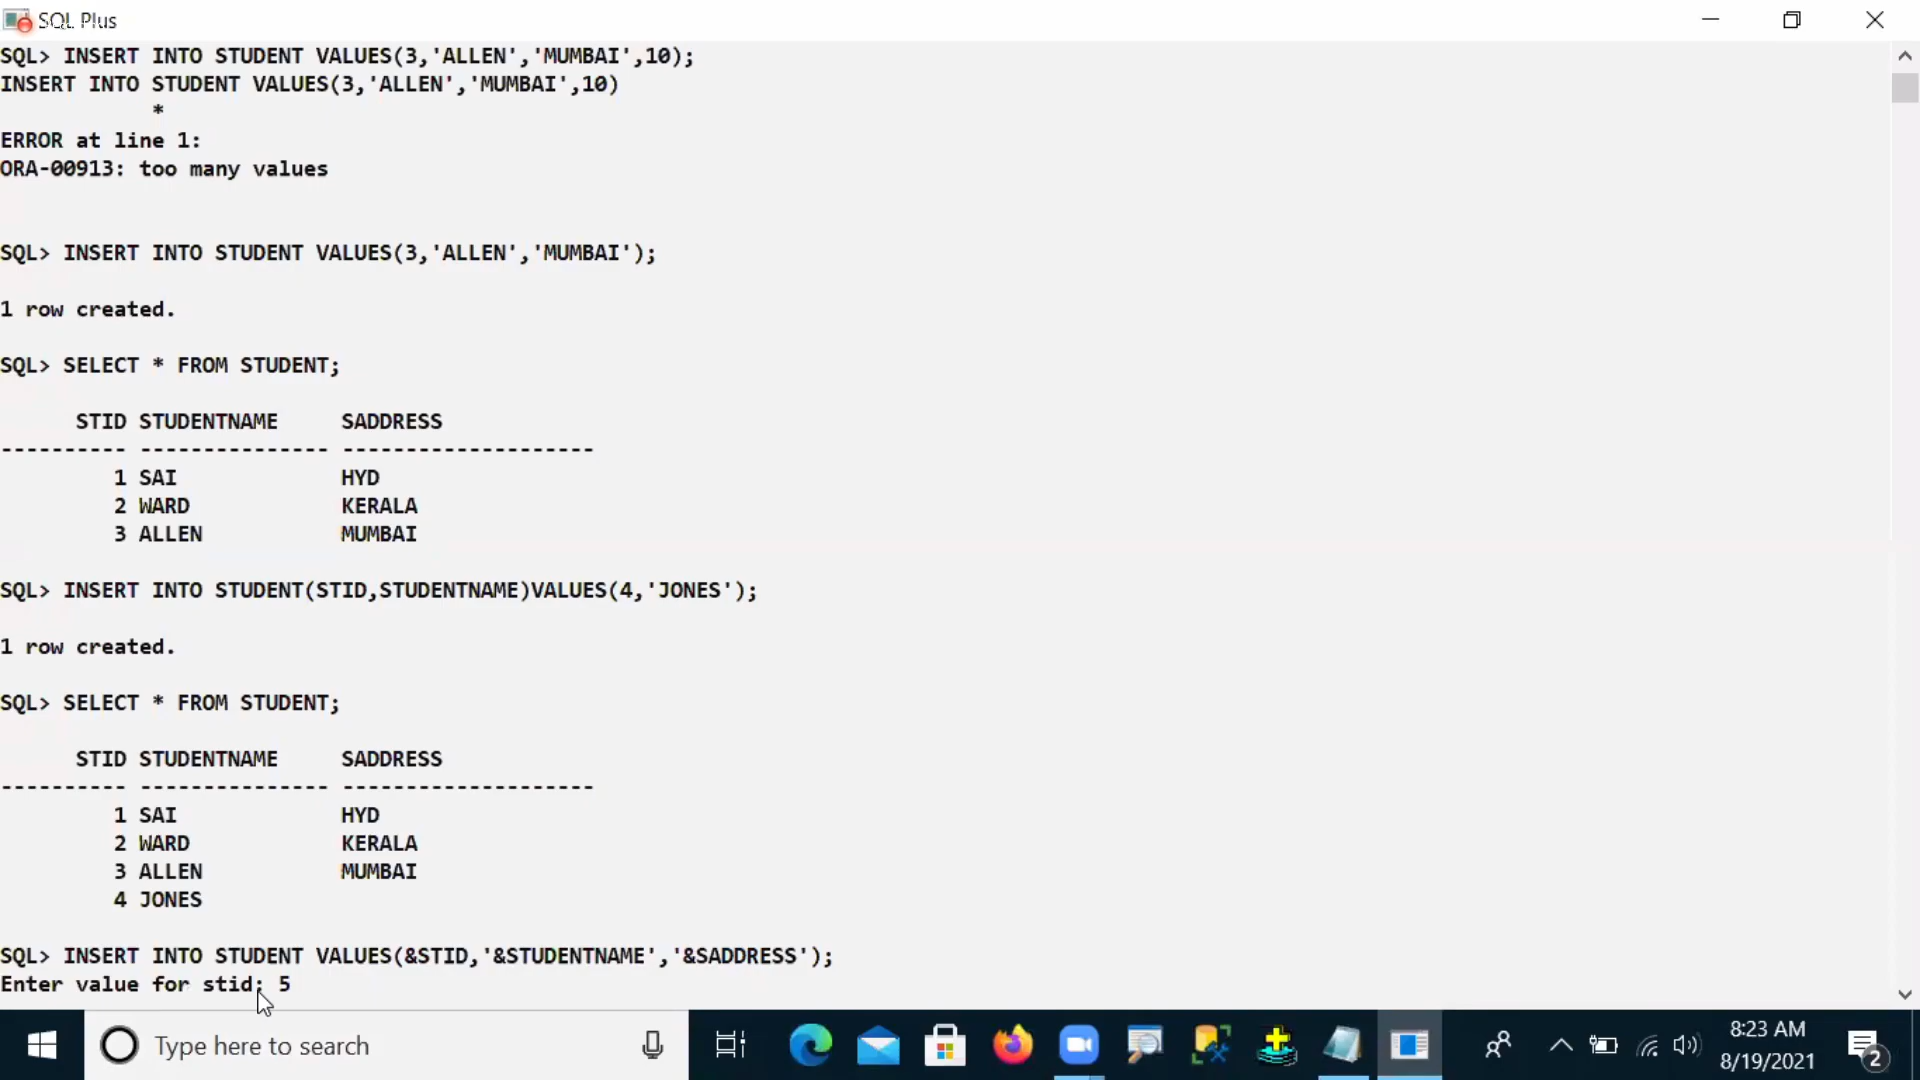 SQL Plus
SQL> INSERT INTO STUDENT VALUES(3,'ALLEN','MUMBAI',10);
INSERT INTO STUDENT VALUES(3,'ALLEN','MUMBAI',10)
*
ERROR at line 1:
ORA-00913: too many values
SQL> INSERT INTO STUDENT VALUES(3,'ALLEN','MUMBAI');
1 row created.
SQL> SELECT * FROM STUDENT;
STID STUDENTNAME SADDRESS
---------- --------------- --------------------
1 SAI HYD
2 WARD KERALA
3 ALLEN MUMBAI
SQL> INSERT INTO STUDENT(STID,STUDENTNAME)VALUES(4,'JONES');
1 row created.
SQL> SELECT * FROM STUDENT;
STID STUDENTNAME SADDRESS
---------- --------------- --------------------
1 SAI HYD
2 WARD KERALA
3 ALLEN MUMBAI
4 JONES
SQL> INSERT INTO STUDENT VALUES(&STID,'&STUDENTNAME','&SADDRESS');
Enter value for stid: 5
Type here to search
8:23 AM
8/19/2021
2